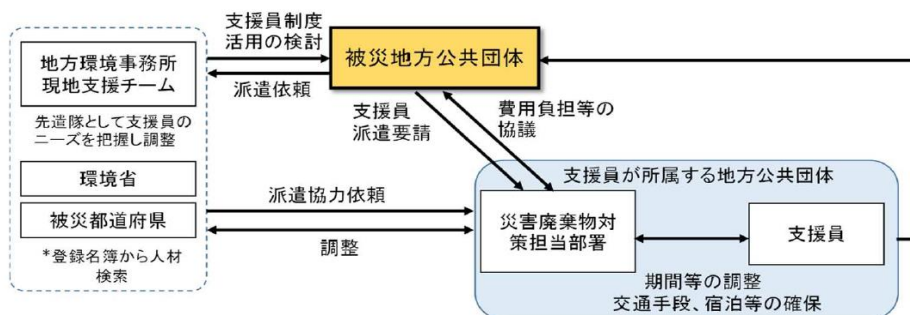 支援員制度
活用の検討
地方環境事務所
現地支援チーム
被災地方公共団体
派遣依頼
先遣隊として支援員の
ニーズを把握し調整
支援員
派遣要請
費用負担等の
協議
環境省
被災都道府県
*登録名簿から人材
検索
派遣協力依頼
調整
支援員が所属する地方公共団体
災害廃棄物対
策担当部署
支援員
期間等の調整
交通手段、宿泊等の確保